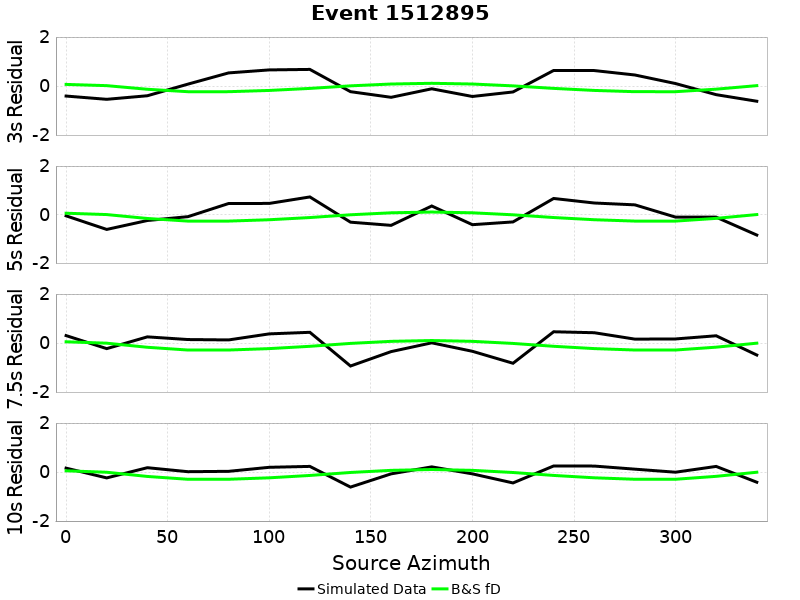 Event 1512895
3s Residual
2
0
-2
5s Residual
2
0
-2
7.5s Residual
2
0
-2
10s Residual
2
0
-2
0 50 100 150 200 250 300
Source Azimuth
Simulated Data B&S fD